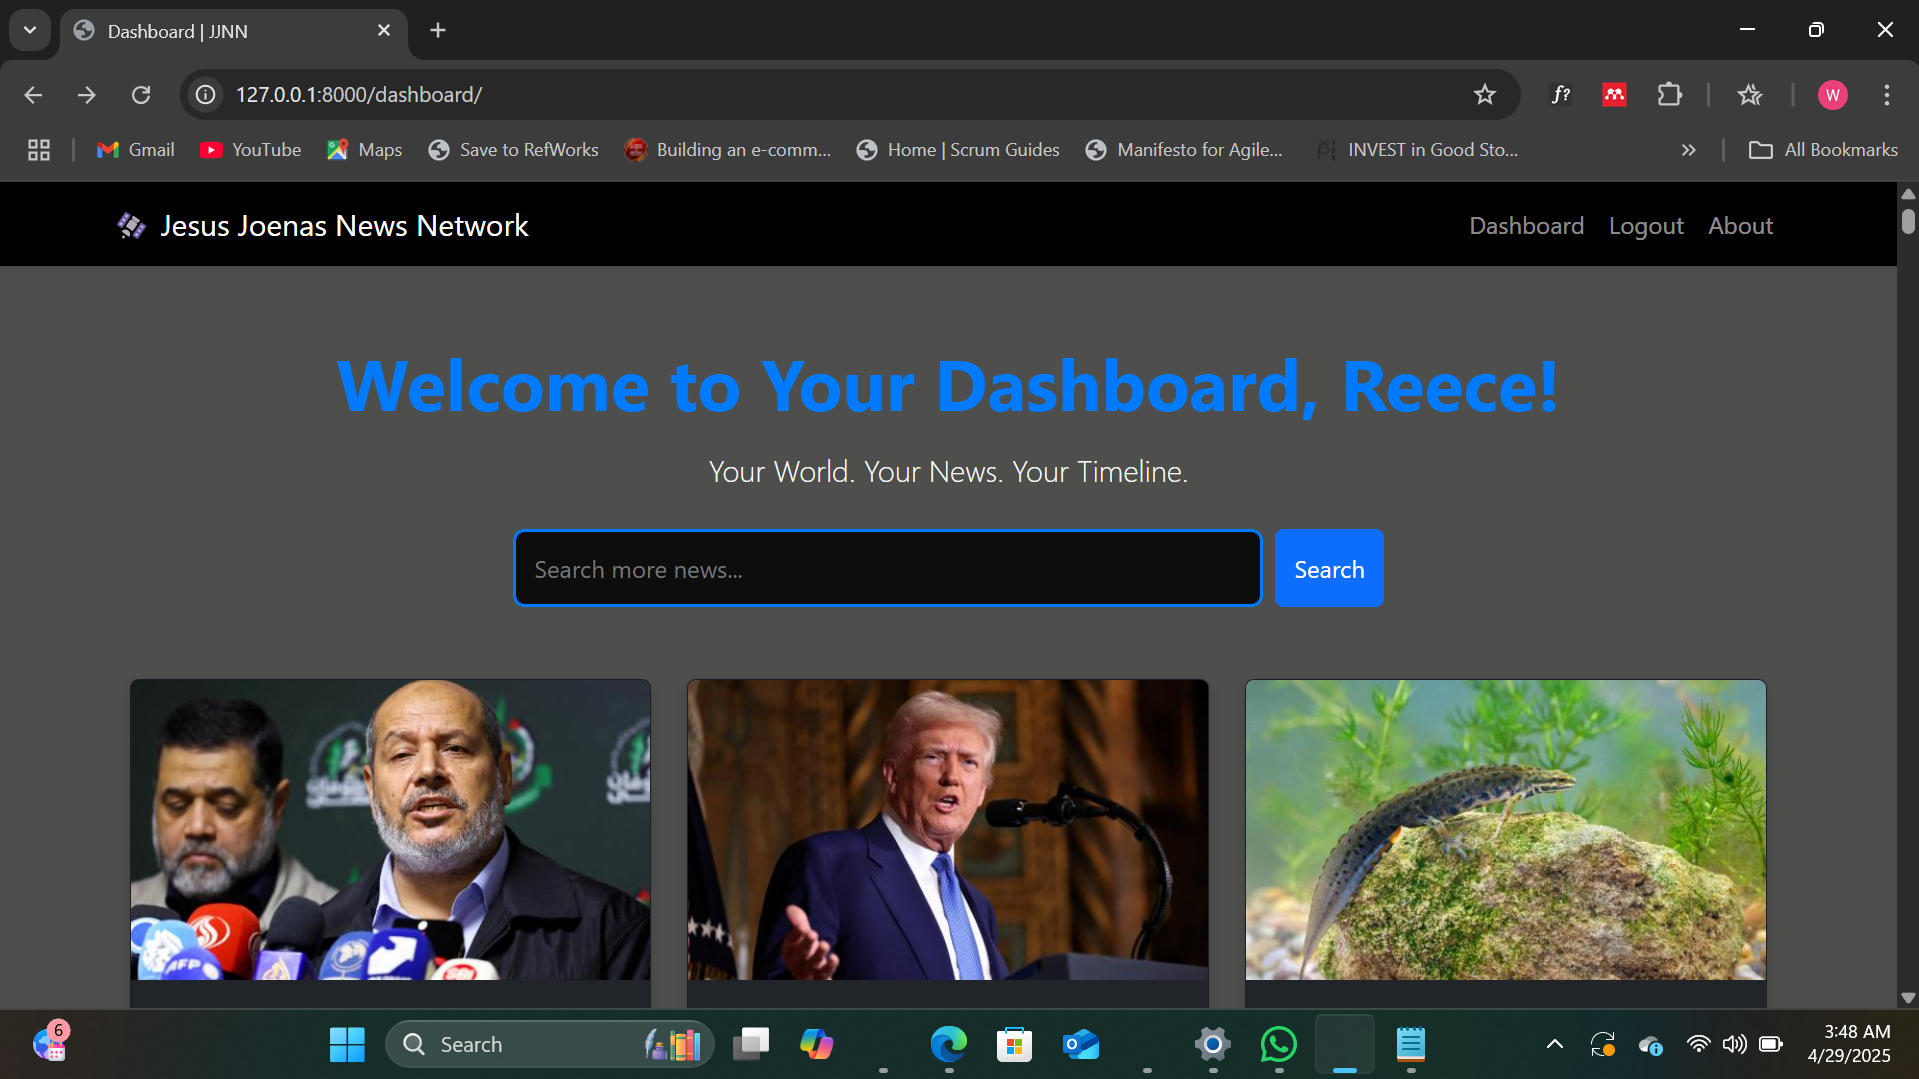 Dashboard | JJNN
127.0.0.1:8000/dashboard/
f?
W
Gmail
YouTube
Maps
Save to RefWorks
Building an e-comm...
Home | Scrum Guides
Manifesto for Agile...
INVEST in Good Sto...
All Bookmarks
Jesus Joenas News Network
Dashboard
Logout
About
Welcome to Your Dashboard, Reece!
Your World. Your News. Your Timeline.
Search more news...
Search
AFP
6
Search
3:48 AM
4/29/2025